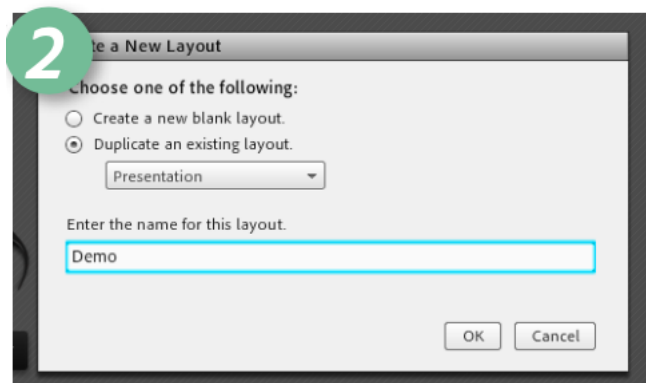 2
te a New Layout
Choose one of the following:
Create a new blank layout.
Duplicate an existing layout.
Presentation
Enter the name for this layout.
Demo
OK Cancel